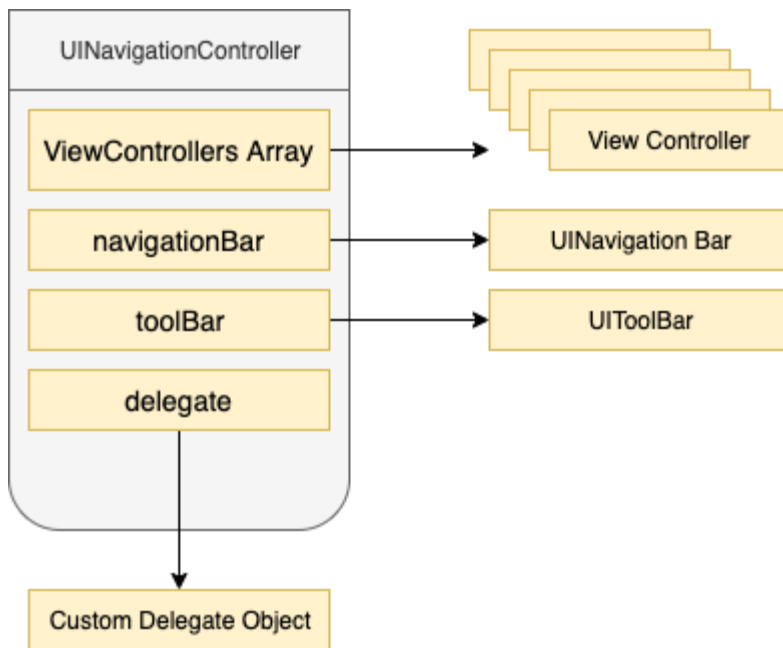 UINavigationController
ViewControllers Array
View Controller
navigationBar
UINavigation Bar
toolBar
UIToolBar
delegate
Custom Delegate Object